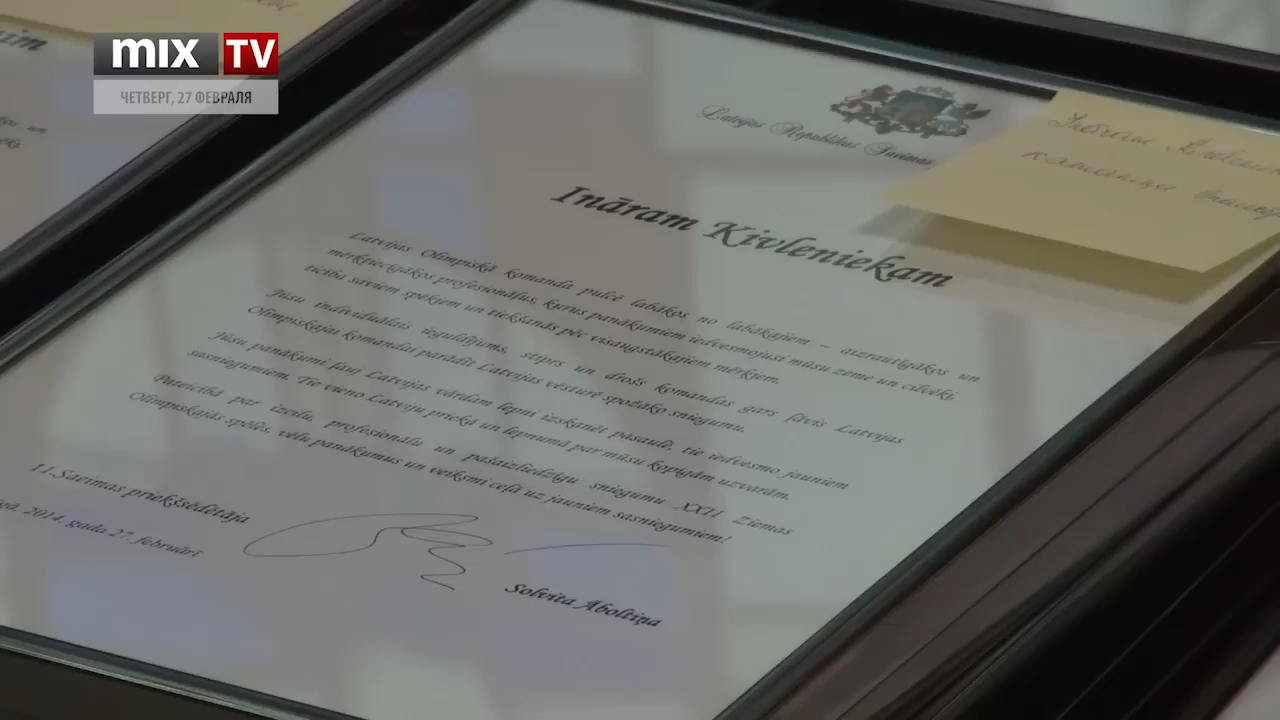 mix TV
ЧЕТВЕРГ, 27 ФЕВРАЛЯ
Latvijas Republikas Saeimas
Ināram Kivleniekam
Latvijas Olimpiskā komanda pulcē labākos no labākajiem – aizrautīgākos un
mērķtiecīgākos profesionāļus, kurus panākumiem iedvesmojusi mūsu zeme un cilvēki,
ticība saviem spēkiem un tiekšanās pēc visaugstākajiem mērķiem.
Jūsu individuālais ieguldījums, stiprs un drošs komandas gars ļāvis Latvijas
Olimpiskajai komandai parādīt Latvijas vēsturē spožāko sniegumu.
Jūsu panākumi ļauj Latvijas vārdam lepni izskanēt pasaulē, tie iedvesmo jauniem
sasniegumiem. Tie vieno Latviju priekā un lepnumā par mūsu kopīgām uzvarām.
Pateicībā par izcilu, profesionālu un pašaizliedzīgu sniegumu XXII Ziemas
Olimpiskajās spēlēs, vēlu panākumus un veiksmi ceļā uz jauniem sasniegumiem!
11.Saeimas priekšsēdētāja
Solvita Āboltiņa
2014. gada 27. februārī